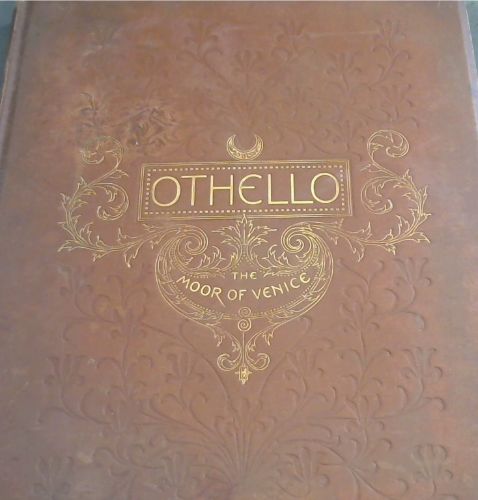 OTHELLO
THE
MOOR OF VENICE